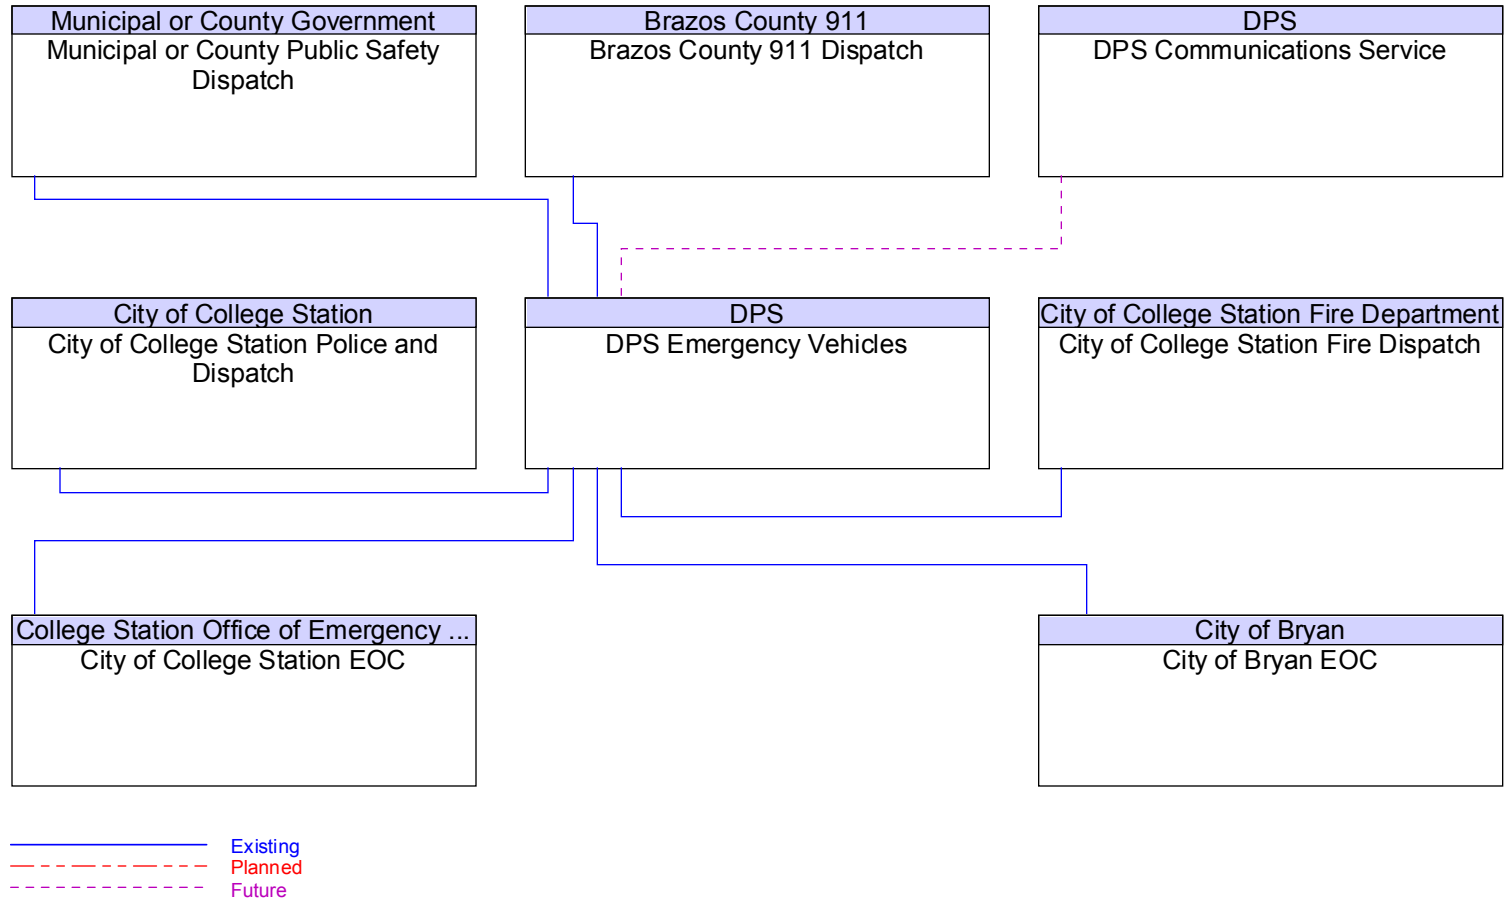 Municipal or County Government
Municipal or County Public Safety
Dispatch
Brazos County 911
Brazos County 911 Dispatch
DPS
DPS Communications Service
City of College Station
City of College Station Police and
Dispatch
DPS
DPS Emergency Vehicles
City of College Station Fire Department
City of College Station Fire Dispatch
College Station Office of Emergency ...
City of College Station EOC
City of Bryan
City of Bryan EOC
Existing
Planned
Future